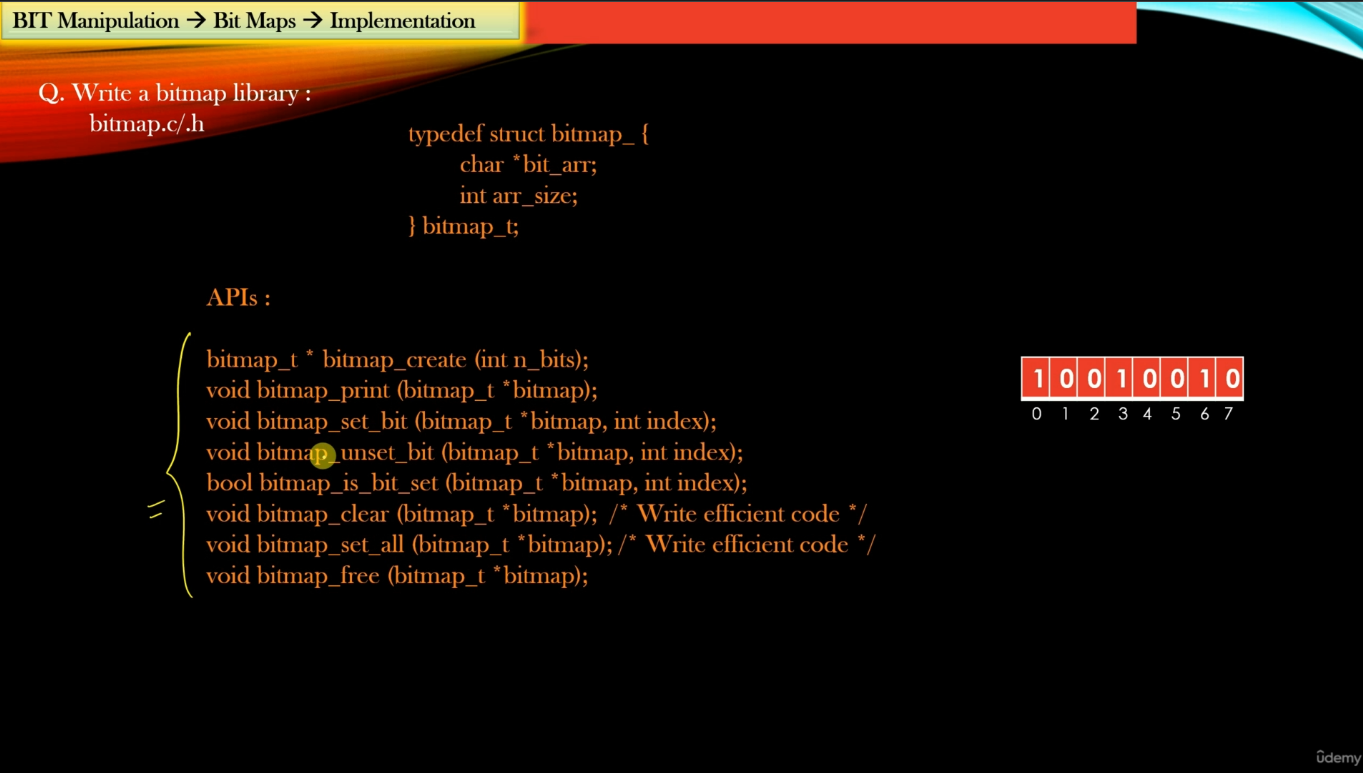 BIT Manipulation → Bit Maps → Implementation
Q. Write a bitmap library :
bitmap.c/.h
typedef struct bitmap_ {
char *bit_arr;
int arr_size;
} bitmap_t;
APIs :
bitmap_t * bitmap_create (int n_bits);
void bitmap_print (bitmap_t *bitmap);
void bitmap_set_bit (bitmap_t *bitmap, int index);
void bitmap_unset_bit (bitmap_t *bitmap, int index);
bool bitmap_is_bit_set (bitmap_t *bitmap, int index);
void bitmap_clear (bitmap_t *bitmap); /* Write efficient code */
void bitmap_set_all (bitmap_t *bitmap); /* Write efficient code */
void bitmap_free (bitmap_t *bitmap);
1 0 0 1 0 0 1 0
0 1 2 3 4 5 6 7
ûdemy